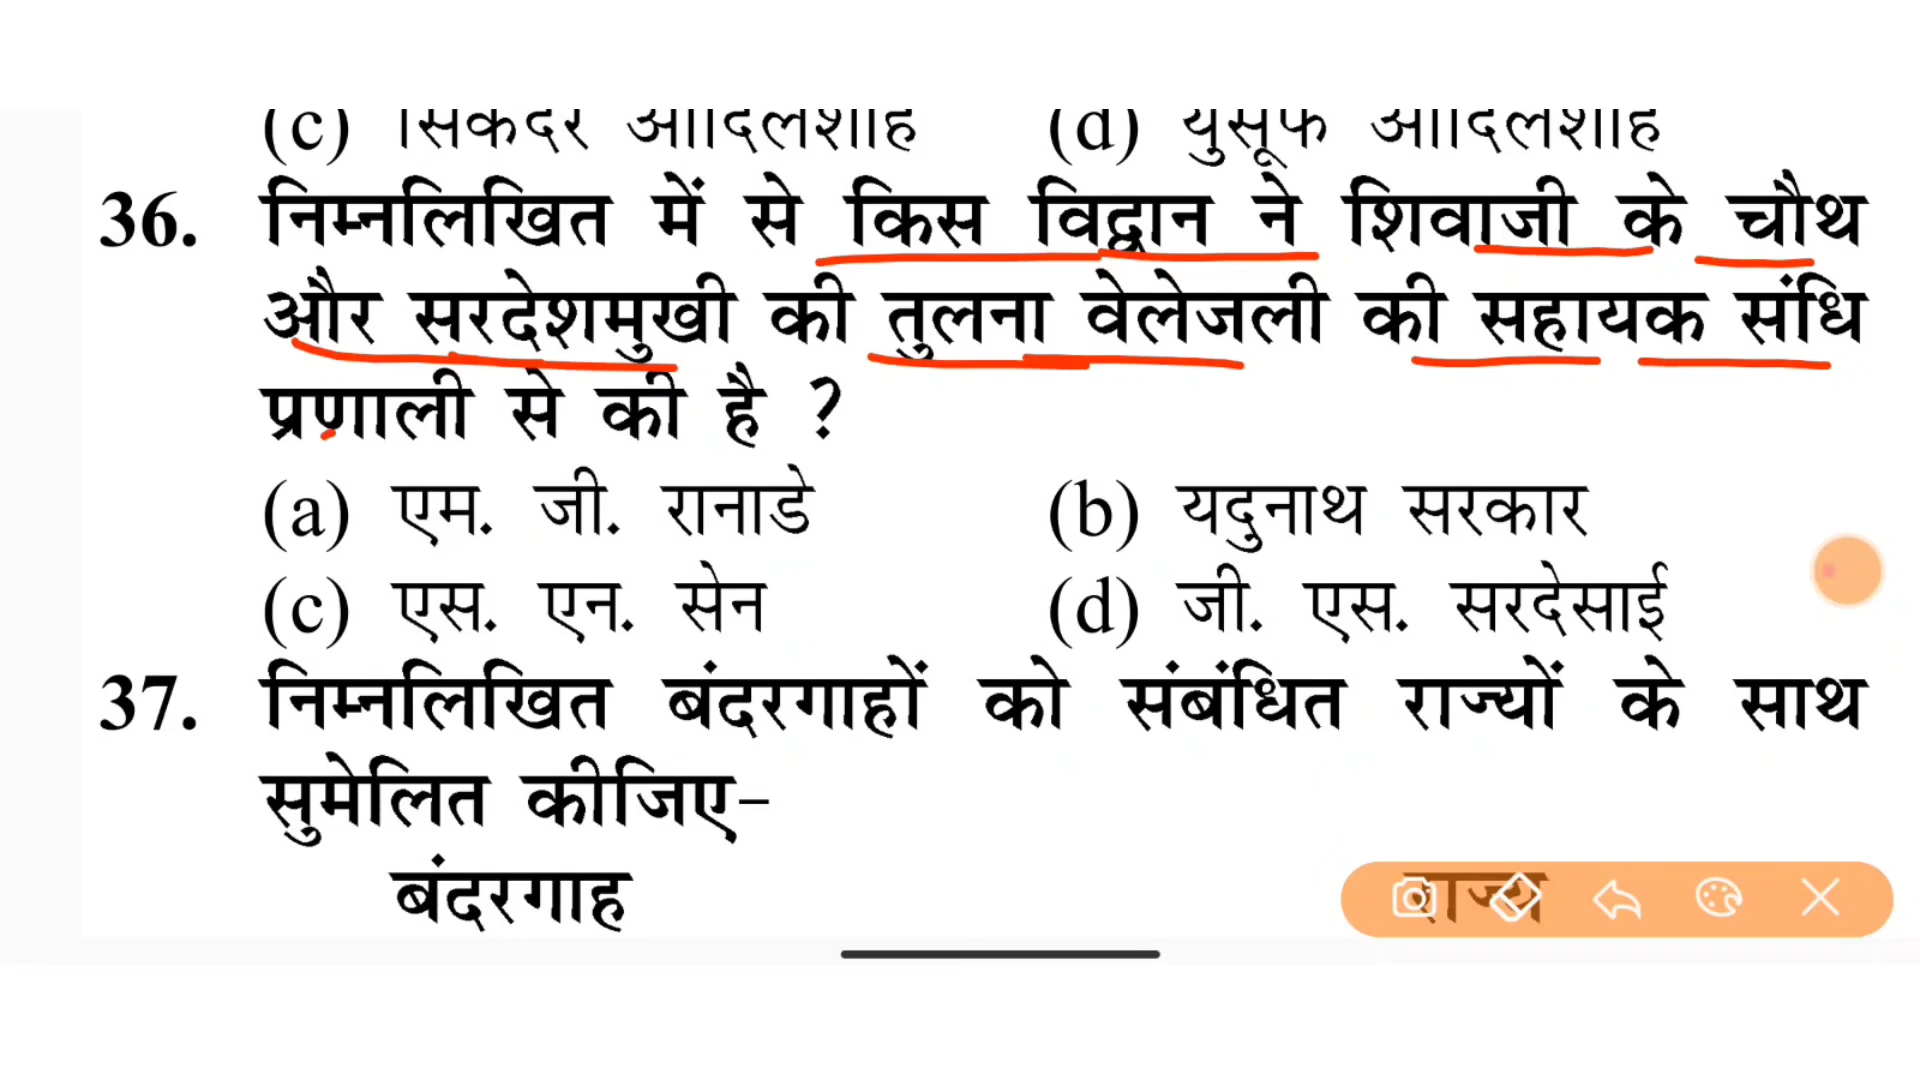 (c) सिकंदर आदिलशाह (d) युसूफ आदिलशाह
36. निम्नलिखित में से किस विद्वान ने शिवाजी के चौथ
और सरदेशमुखी की तुलना वेलेजली की सहायक संधि
प्रणाली से की है ?
(a) एम. जी. रानाडे (b) यदुनाथ सरकार
(c) एस. एन. सेन (d) जी. एस. सरदेसाई
37. निम्नलिखित बंदरगाहों को संबंधित राज्यों के साथ
सुमेलित कीजिए-
बंदरगाह राज्य